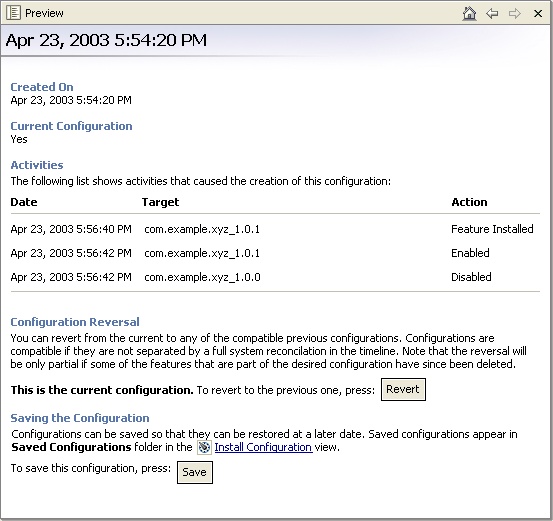 Preview
Apr 23, 2003 5:54:20 PM
Created On
Apr 23, 2003 5:54:20 PM
Current Configuration
Yes
Activities
The following list shows activities that caused the creation of this configuration:
Date Target Action
Apr 23, 2003 5:56:40 PM com.example.xyz_1.0.1 Feature Installed
Apr 23, 2003 5:56:42 PM com.example.xyz_1.0.1 Enabled
Apr 23, 2003 5:56:42 PM com.example.xyz_1.0.0 Disabled
Configuration Reversal
You can revert from the current to any of the compatible previous configurations. Configurations are
compatible if they are not separated by a full system reconcilation in the timeline. Note that the reversal will
be only partial if some of the features that are part of the desired configuration have since been deleted.
This is the current configuration. To revert to the previous one, press: Revert
Saving the Configuration
Configurations can be saved so that they can be restored at a later date. Saved configurations appear in
Saved Configurations folder in the Install Configuration view.
To save this configuration, press: Save